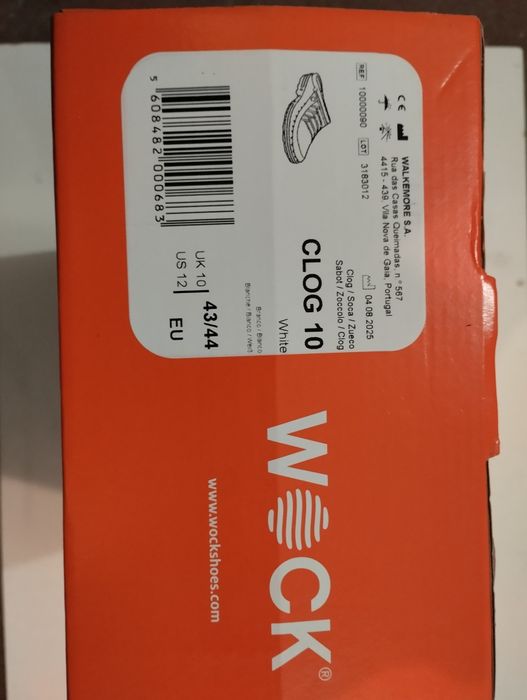 WALKEMORE S.A.
Rua das Casas Queimadas, n º 567
4415 - 439, Vila Nova de Gaia, Portugal
CE
REF 10000090 LOT 3183012
04.08.2025
Clog / Soca / Zueco
Sabot / Zoccolo / Clog
CLOG 10
White
Branco / Blanco
Blanche / Bianco / Weiß
UK 10
US 12
43/44
EU
5 608482 000683
WOCK®
www.wockshoes.com